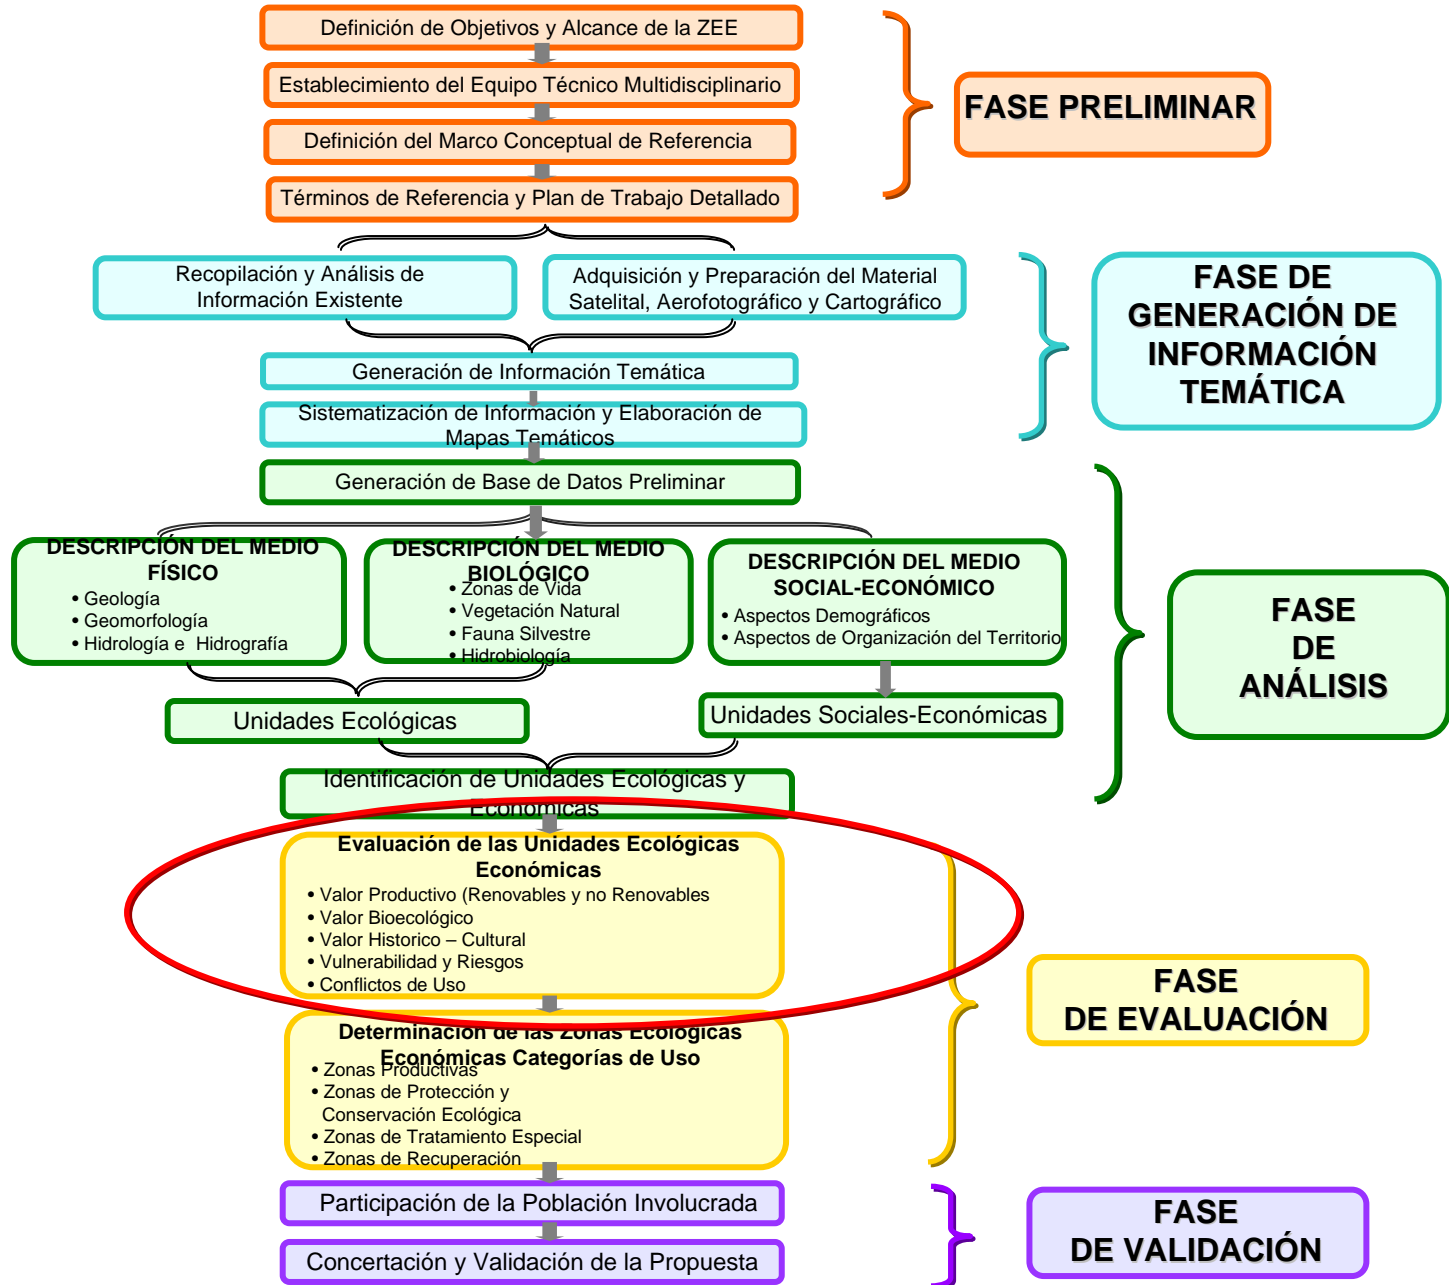 Definición de Objetivos y Alcance de la ZEE
Establecimiento del Equipo Técnico Multidisciplinario
Definición del Marco Conceptual de Referencia
Términos de Referencia y Plan de Trabajo Detallado
FASE PRELIMINAR
Recopilación y Análisis de
Información Existente
Adquisición y Preparación del Material
Satelital, Aerofotográfico y Cartográfico
Generación de Información Temática
Sistematización de Información y Elaboración de
Mapas Temáticos
FASE DE
GENERACIÓN DE
INFORMACIÓN
TEMÁTICA
Generación de Base de Datos Preliminar
DESCRIPCIÓN DEL MEDIO
FÍSICO
• Geología
• Geomorfología
• Hidrología e Hidrografía
DESCRIPCIÓN DEL MEDIO
BIOLÓGICO
• Zonas de Vida
• Vegetación Natural
• Fauna Silvestre
• Hidrobiología
DESCRIPCIÓN DEL MEDIO
SOCIAL-ECONÓMICO
• Aspectos Demográficos
• Aspectos de Organización del Territorio
Unidades Ecológicas
Unidades Sociales-Económicas
Identificación de Unidades Ecológicas y
Económicas
FASE
DE
ANÁLISIS
Evaluación de las Unidades Ecológicas
Económicas
• Valor Productivo (Renovables y no Renovables
• Valor Bioecológico
• Valor Historico – Cultural
• Vulnerabilidad y Riesgos
• Conflictos de Uso
Determinación de las Zonas Ecológicas
Económicas Categorías de Uso
• Zonas Productivas
• Zonas de Protección y
Conservación Ecológica
• Zonas de Tratamiento Especial
• Zonas de Recuperación
FASE
DE EVALUACIÓN
Participación de la Población Involucrada
Concertación y Validación de la Propuesta
FASE
DE VALIDACIÓN